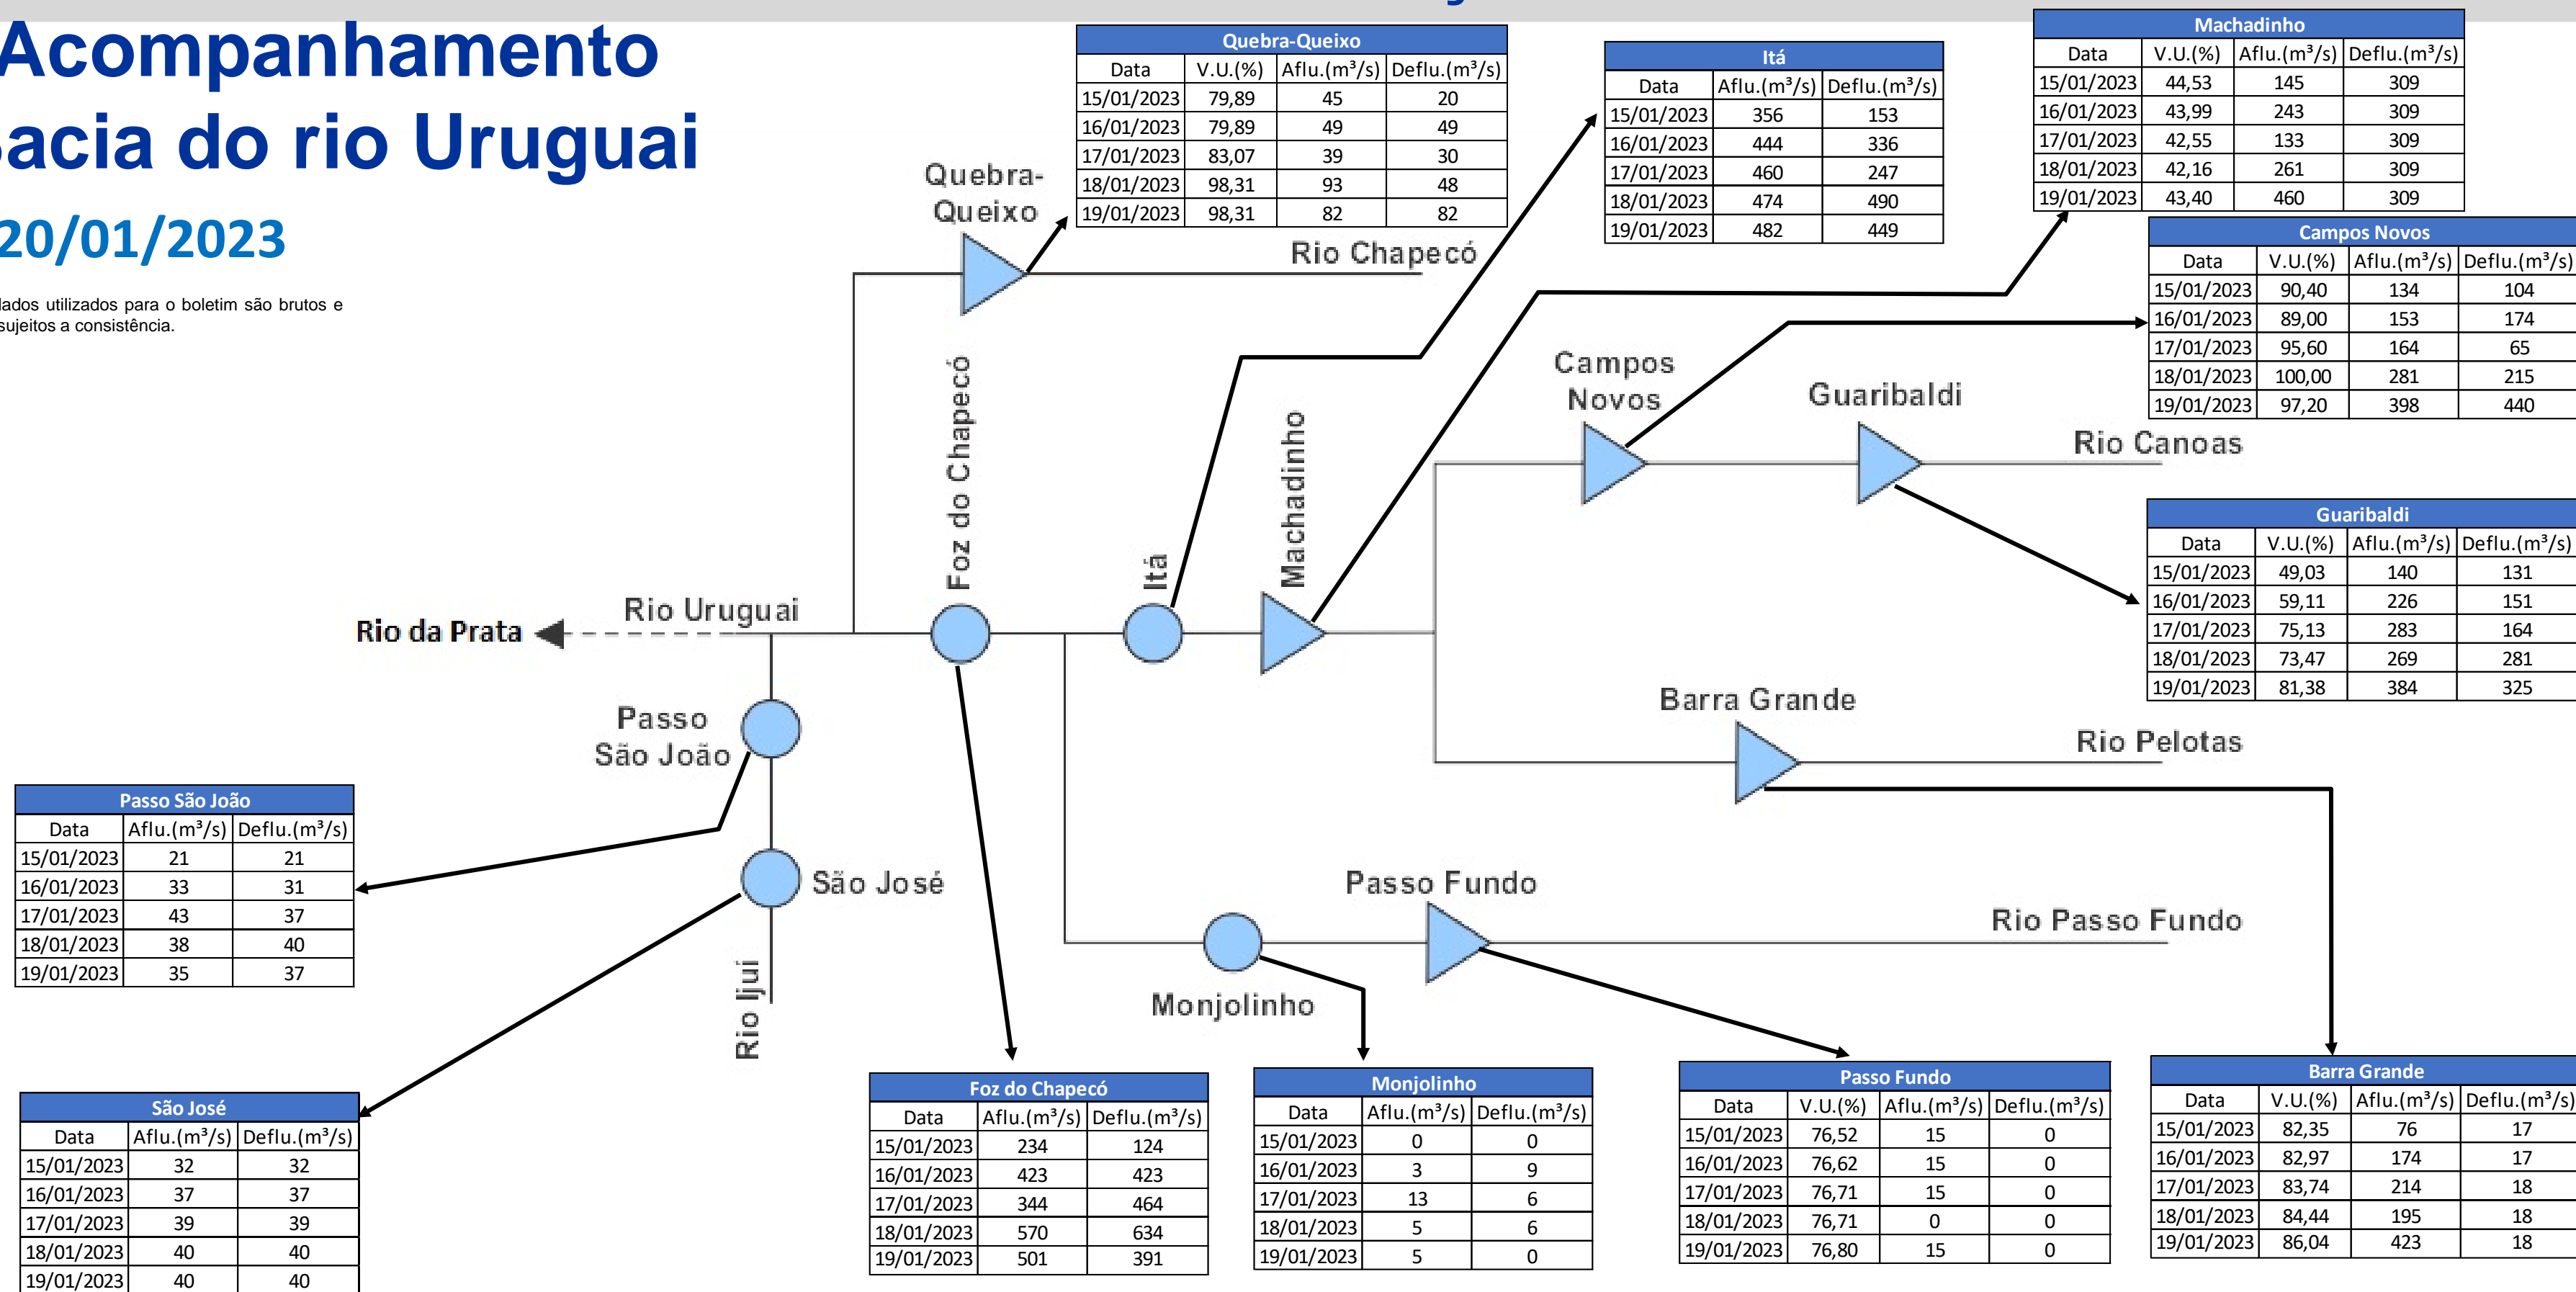 Acompanhamento
Bacia do rio Uruguai
20/01/2023
dados utilizados para o boletim são brutos e
sujeitos a consistência.
Quebra-Queixo
Data V.U.(%) Aflu.(m³/s) Deflu.(m³/s)
15/01/2023 79,89 45 20
16/01/2023 79,89 49 49
17/01/2023 83,07 39 30
18/01/2023 98,31 93 48
19/01/2023 98,31 82 82
Itá
Data Aflu.(m³/s) Deflu.(m³/s)
15/01/2023 356 153
16/01/2023 444 336
17/01/2023 460 247
18/01/2023 474 490
19/01/2023 482 449
Machadinho
Data V.U.(%) Aflu.(m³/s) Deflu.(m³/s)
15/01/2023 44,53 145 309
16/01/2023 43,99 243 309
17/01/2023 42,55 133 309
18/01/2023 42,16 261 309
19/01/2023 43,40 460 309
Campos Novos
Data V.U.(%) Aflu.(m³/s) Deflu.(m³/s)
15/01/2023 90,40 134 104
16/01/2023 89,00 153 174
17/01/2023 95,60 164 65
18/01/2023 100,00 281 215
19/01/2023 97,20 398 440
Guaribaldi
Data V.U.(%) Aflu.(m³/s) Deflu.(m³/s)
15/01/2023 49,03 140 131
16/01/2023 59,11 226 151
17/01/2023 75,13 283 164
18/01/2023 73,47 269 281
19/01/2023 81,38 384 325
Quebra-
Queixo
Rio Chapecó
Foz do Chapecó
Itá
Machadinho
Campos
Novos
Guaribaldi
Rio Canoas
Rio da Prata
Rio Uruguai
Barra Grande
Rio Pelotas
Passo
São João
São José
Rio Ijui
Passo Fundo
Rio Passo Fundo
Monjolinho
Passo São João
Data Aflu.(m³/s) Deflu.(m³/s)
15/01/2023 21 21
16/01/2023 33 31
17/01/2023 43 37
18/01/2023 38 40
19/01/2023 35 37
São José
Data Aflu.(m³/s) Deflu.(m³/s)
15/01/2023 32 32
16/01/2023 37 37
17/01/2023 39 39
18/01/2023 40 40
19/01/2023 40 40
Foz do Chapecó
Data Aflu.(m³/s) Deflu.(m³/s)
15/01/2023 234 124
16/01/2023 423 423
17/01/2023 344 464
18/01/2023 570 634
19/01/2023 501 391
Monjolinho
Data Aflu.(m³/s) Deflu.(m³/s)
15/01/2023 0 0
16/01/2023 3 9
17/01/2023 13 6
18/01/2023 5 6
19/01/2023 5 0
Passo Fundo
Data V.U.(%) Aflu.(m³/s) Deflu.(m³/s)
15/01/2023 76,52 15 0
16/01/2023 76,62 15 0
17/01/2023 76,71 15 0
18/01/2023 76,71 0 0
19/01/2023 76,80 15 0
Barra Grande
Data V.U.(%) Aflu.(m³/s) Deflu.(m³/s)
15/01/2023 82,35 76 17
16/01/2023 82,97 174 17
17/01/2023 83,74 214 18
18/01/2023 84,44 195 18
19/01/2023 86,04 423 18